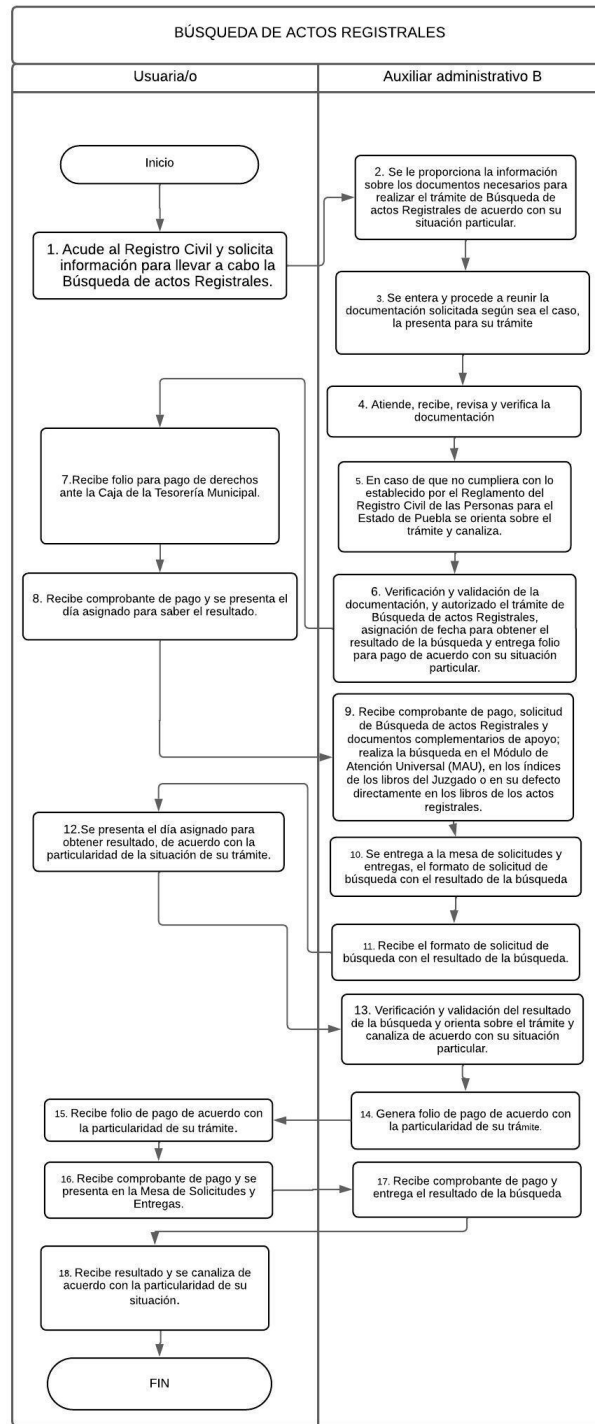 BÚSQUEDA DE ACTOS REGISTRALES
Usuaria/o
Auxiliar administrativo B
Inicio
1. Acude al Registro Civil y solicita
información para llevar a cabo la
Búsqueda de actos Registrales.
2. Se le proporciona la información
sobre los documentos necesarios para
realizar el trámite de Búsqueda de
actos Registrales de acuerdo con su
situación particular.
3. Se entera y procede a reunir la
documentación solicitada según sea el caso,
la presenta para su trámite
4. Atiende, recibe, revisa y verifica la
documentación
5. En caso de que no cumpliera con lo
establecido por el Reglamento del
Registro Civil de las Personas para el
Estado de Puebla se orienta sobre el
trámite y canaliza.
6. Verificación y validación de la
documentación, y autorizado el trámite de
Búsqueda de actos Registrales,
asignación de fecha para obtener el
resultado de la búsqueda y entrega folio
para pago de acuerdo con su situación
particular.
7.Recibe folio para pago de derechos
ante la Caja de la Tesorería Municipal.
8. Recibe comprobante de pago y se presenta el
día asignado para saber el resultado.
9. Recibe comprobante de pago, solicitud
de Búsqueda de actos Registrales y
documentos complementarios de apoyo;
realiza la búsqueda en el Módulo de
Atención Universal (MAU), en los índices
de los libros del Juzgado o en su defecto
directamente en los libros de los actos
registrales.
10. Se entrega a la mesa de solicitudes y
entregas, el formato de solicitud de
búsqueda con el resultado de la búsqueda
11. Recibe el formato de solicitud de
búsqueda con el resultado de la búsqueda.
12.Se presenta el día asignado para
obtener resultado, de acuerdo con la
particularidad de la situación de su trámite.
13. Verificación y validación del resultado
de la búsqueda y orienta sobre el trámite y
canaliza de acuerdo con su situación
particular.
14. Genera folio de pago de acuerdo con
la particularidad de su trámite.
15. Recibe folio de pago de acuerdo con
la particularidad de su trámite.
16. Recibe comprobante de pago y se
presenta en la Mesa de Solicitudes y
Entregas.
17. Recibe comprobante de pago y
entrega el resultado de la búsqueda
18. Recibe resultado y se canaliza de
acuerdo con la particularidad de su
situación.
FIN